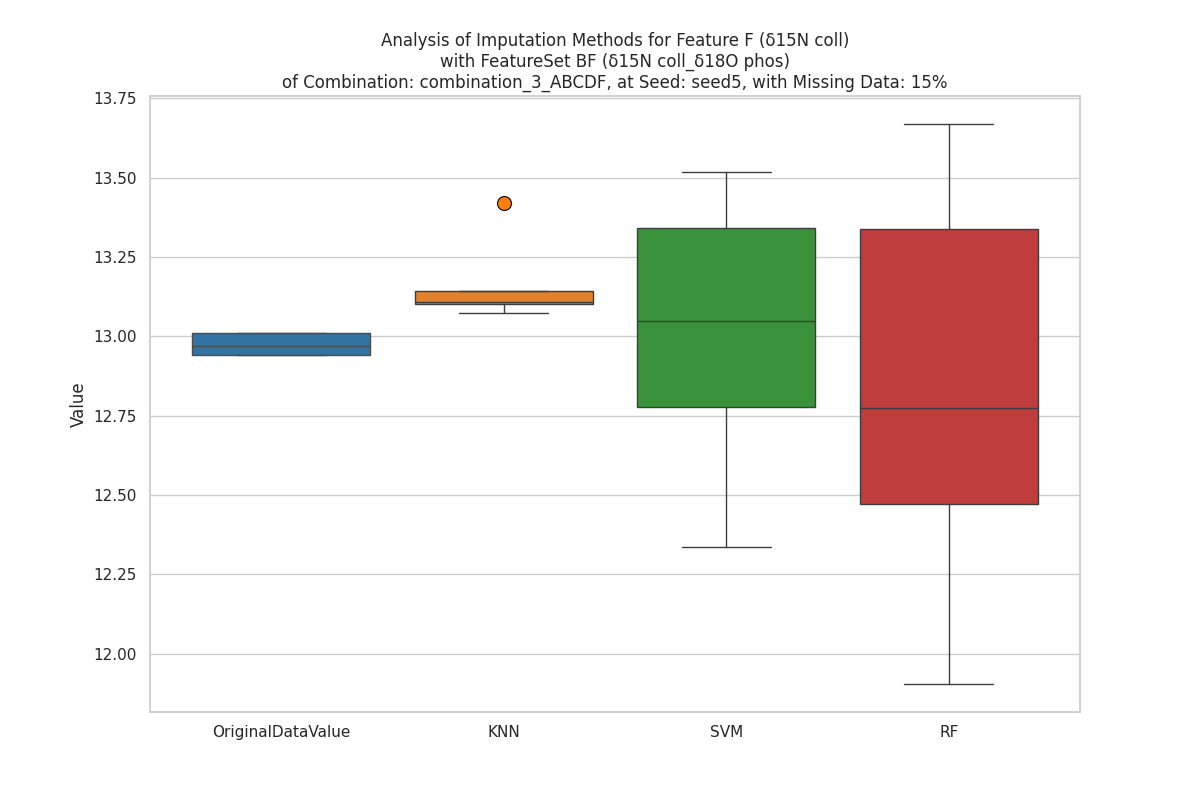 Analysis of Imputation Methods for Feature F (δ15N coll)
with FeatureSet BF (δ15N coll_δ18O phos)
of Combination: combination_3_ABCDF, at Seed: seed5, with Missing Data: 15%
13.75
13.50
13.25
13.00
12.75
12.50
12.25
12.00
Value
OriginalDataValue
KNN
SVM
RF